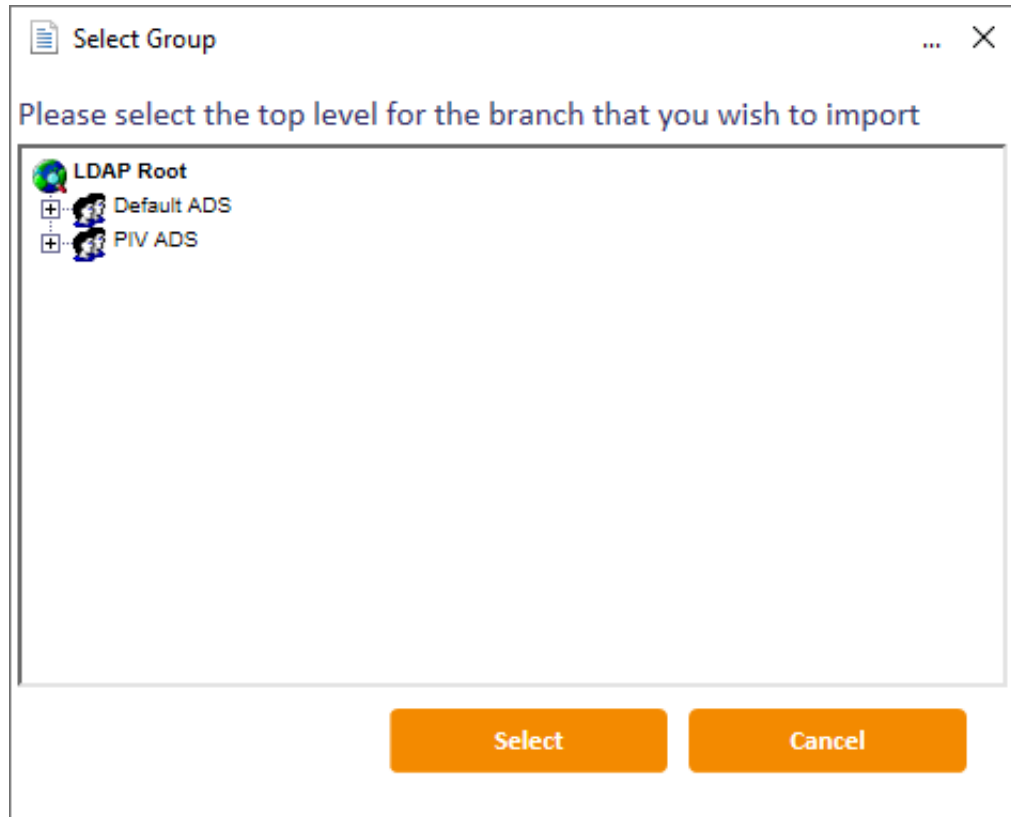 Select Group ...
Please select the top level for the branch that you wish to import
LDAP Root
Default ADS
PIV ADS
Select Cancel